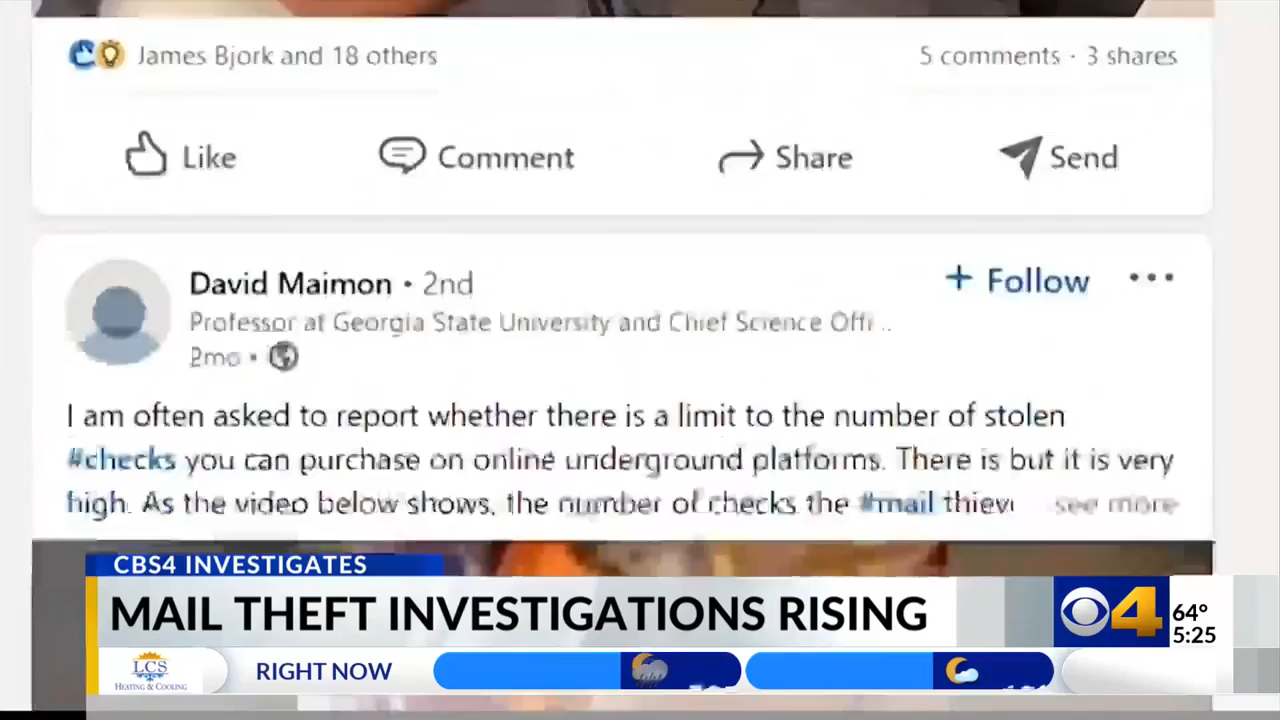 James Bjork and 18 others
5 comments · 3 shares
Like
Comment
Share
Send
David Maimon • 2nd
+ Follow •••
Professor at Georgia State University and Chief Science Offi ...
2mo •
I am often asked to report whether there is a limit to the number of stolen
#checks you can purchase on online underground platforms. There is but it is very
high. As the video below shows, the number of checks the #mail thiev see more
CBS4 INVESTIGATES
MAIL THEFT INVESTIGATIONS RISING
4
64°
5:25
LCS
HEATING & COOLING
RIGHT NOW